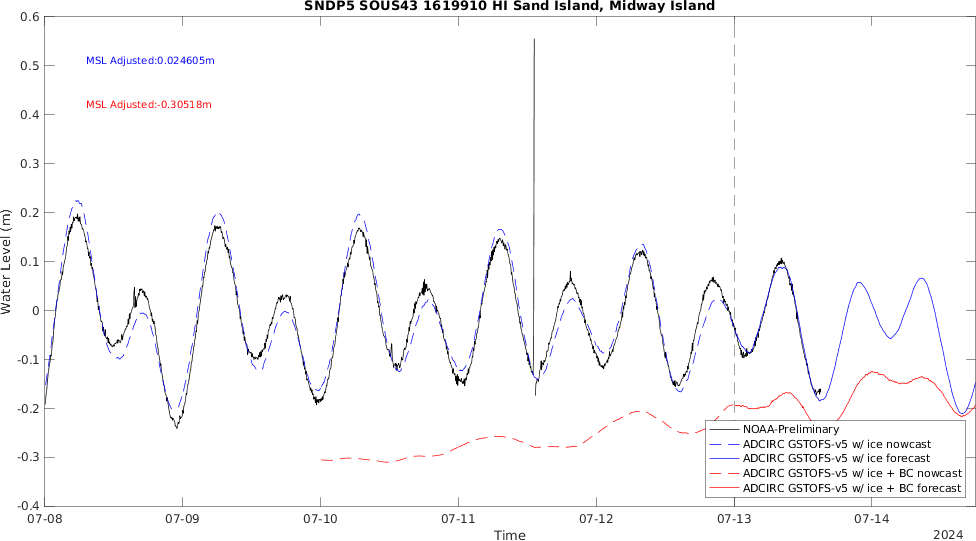 SNDP5 SOUS43 1619910 HI Sand Island, Midway Island
0.6
0.5
0.4
0.3
0.2
0.1
0
-0.1
-0.2
-0.3
-0.4
Water Level (m)
MSL Adjusted:0.024605m
MSL Adjusted:-0.30518m
NOAA-Preliminary
ADCIRC GSTOFS-v5 w/ ice nowcast
ADCIRC GSTOFS-v5 w/ ice forecast
ADCIRC GSTOFS-v5 w/ ice + BC nowcast
ADCIRC GSTOFS-v5 w/ ice + BC forecast
07-08 07-09 07-10 07-11 07-12 07-13 07-14
Time
2024